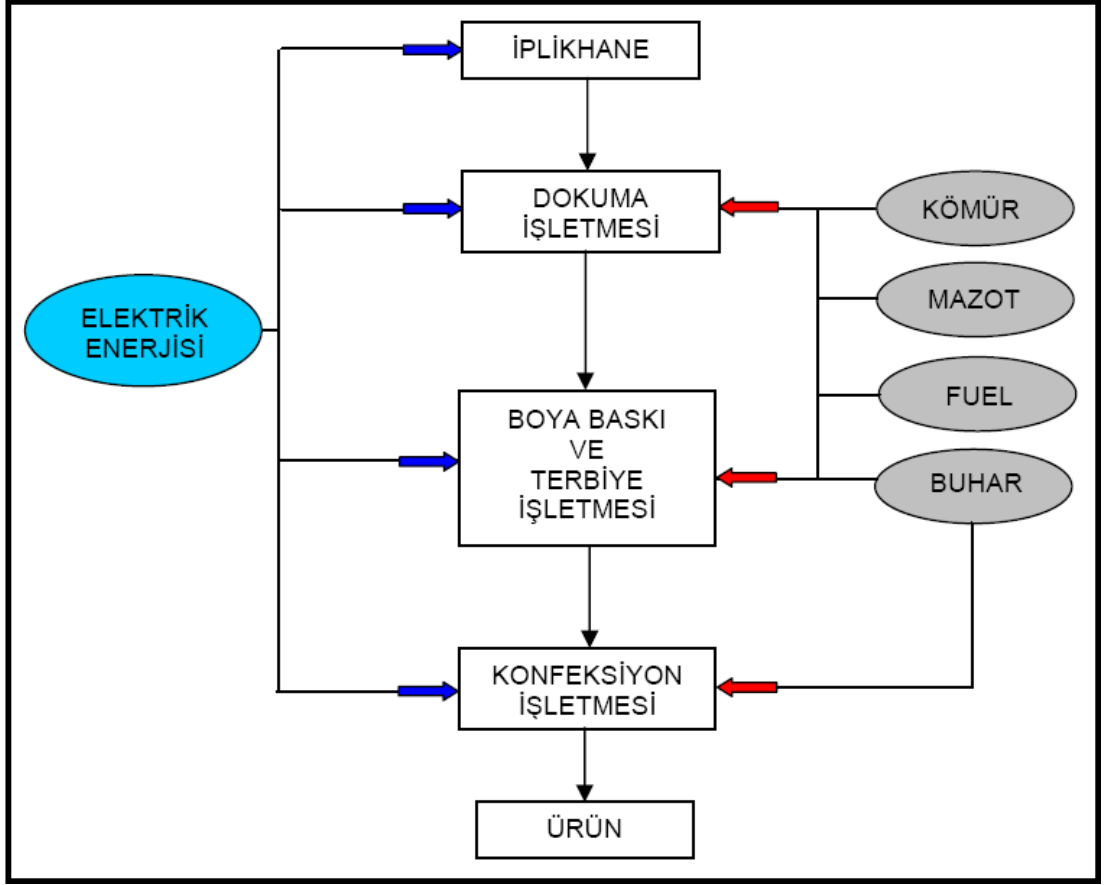 İPLİKHANE
DOKUMA
İŞLETMESİ
KÖMÜR
MAZOT
ELEKTRİK
ENERJİSİ
FUEL
BOYA BASKI
VE
TERBİYE
İŞLETMESİ
BUHAR
KONFEKSİYON
İŞLETMESİ
ÜRÜN